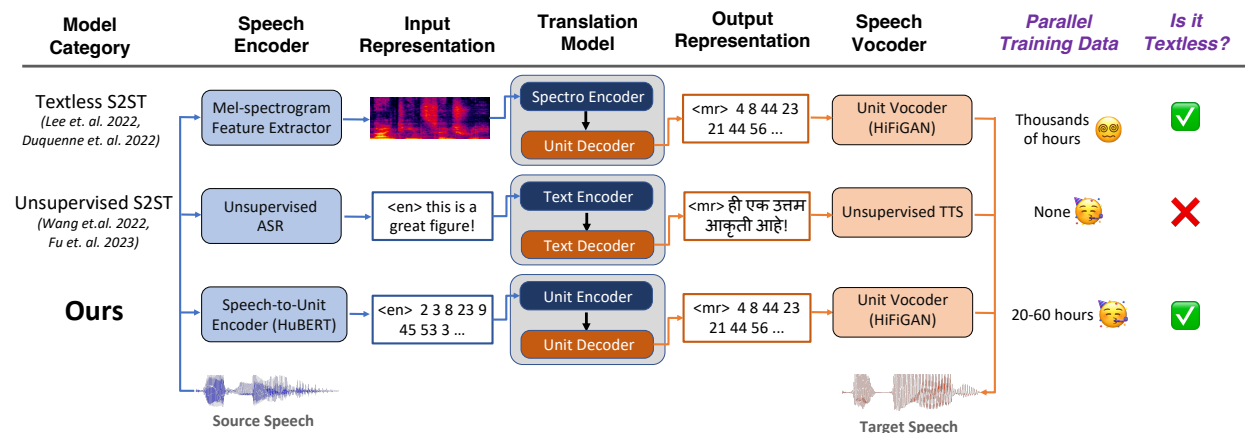 Model Category
Speech Encoder
Input Representation
Translation Model
Output Representation
Speech Vocoder
Parallel Training Data
Is it Textless?
Textless S2ST
(Lee et. al. 2022,
Duquenne et. al. 2022)
Mel-spectrogram
Feature Extractor
Spectro Encoder
Unit Decoder
<mr> 4 8 44 23
21 44 56 ...
Unit Vocoder
(HiFiGAN)
Thousands
of hours
Unsupervised S2ST
(Wang et.al. 2022,
Fu et. al. 2023)
Unsupervised
ASR
<en> this is a
great figure!
Text Encoder
Text Decoder
<mr> ही एक उत्तम
आकृती आहे!
Unsupervised TTS
None
Ours
Speech-to-Unit
Encoder (HuBERT)
<en> 2 3 8 23 9
45 53 3 ...
Unit Encoder
Unit Decoder
<mr> 4 8 44 23
21 44 56 ...
Unit Vocoder
(HiFiGAN)
20-60 hours
Source Speech
Target Speech